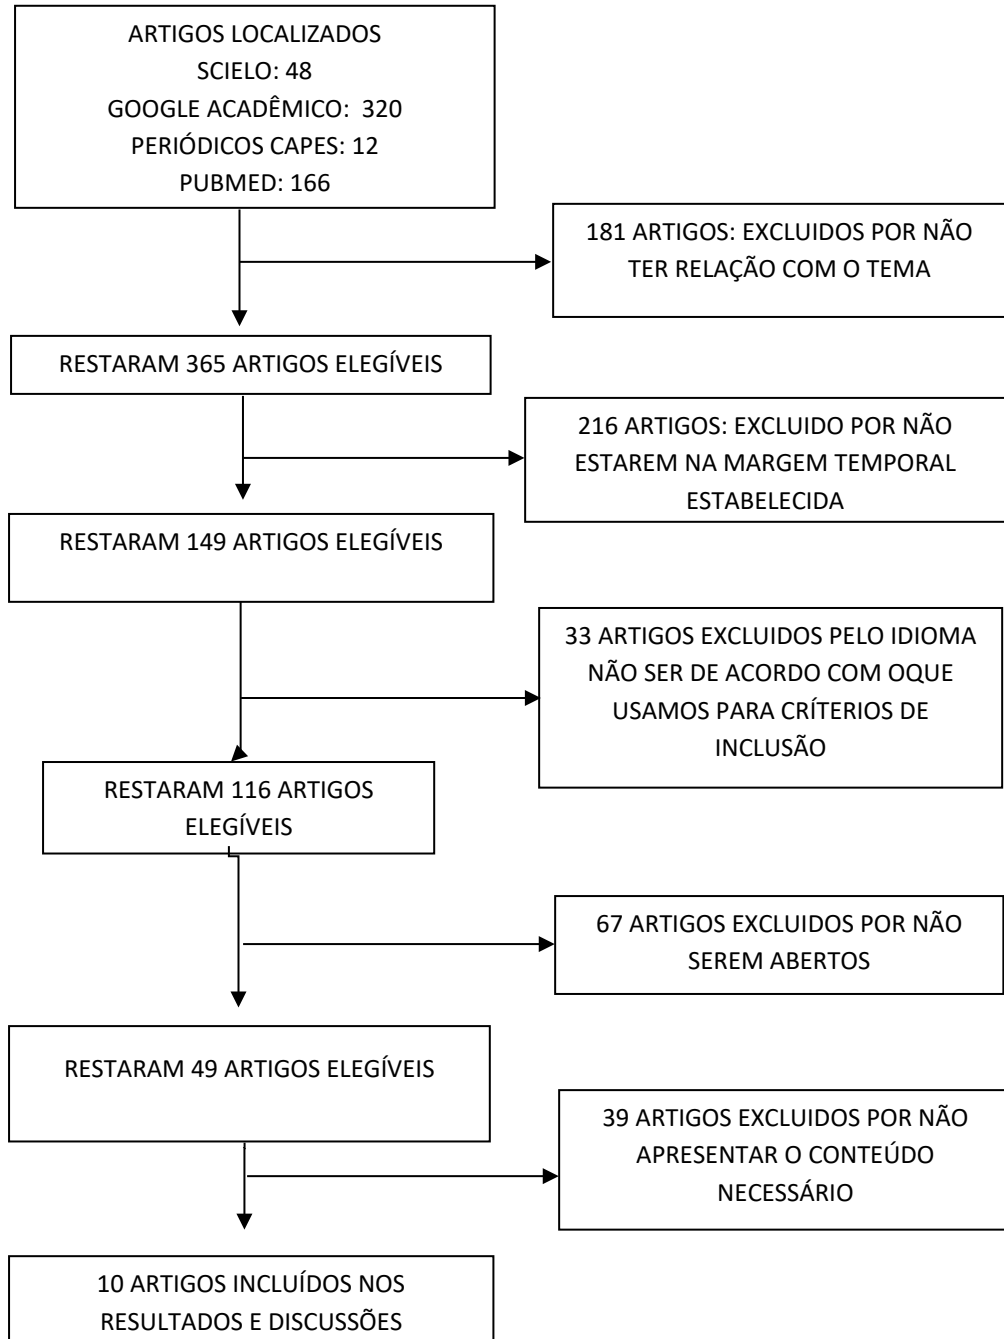 ARTIGOS LOCALIZADOS
SCIELO: 48
GOOGLE ACADÊMICO:  320
PERIÓDICOS CAPES: 12
PUBMED: 166
181 ARTIGOS: EXCLUIDOS POR NÃO
TER RELAÇÃO COM O TEMA
RESTARAM 365 ARTIGOS ELEGÍVEIS
216 ARTIGOS: EXCLUIDO POR NÃO
ESTAREM NA MARGEM TEMPORAL
ESTABELECIDA
RESTARAM 149 ARTIGOS ELEGÍVEIS
33 ARTIGOS EXCLUIDOS PELO IDIOMA
NÃO SER DE ACORDO COM OQUE
USAMOS PARA CRÍTERIOS DE
INCLUSÃO
RESTARAM 116 ARTIGOS
ELEGÍVEIS
67 ARTIGOS EXCLUIDOS POR NÃO
SEREM ABERTOS
RESTARAM 49 ARTIGOS ELEGÍVEIS
39 ARTIGOS EXCLUIDOS POR NÃO
APRESENTAR O CONTEÚDO
NECESSÁRIO
10 ARTIGOS INCLUÍDOS NOS
RESULTADOS E DISCUSSÕES